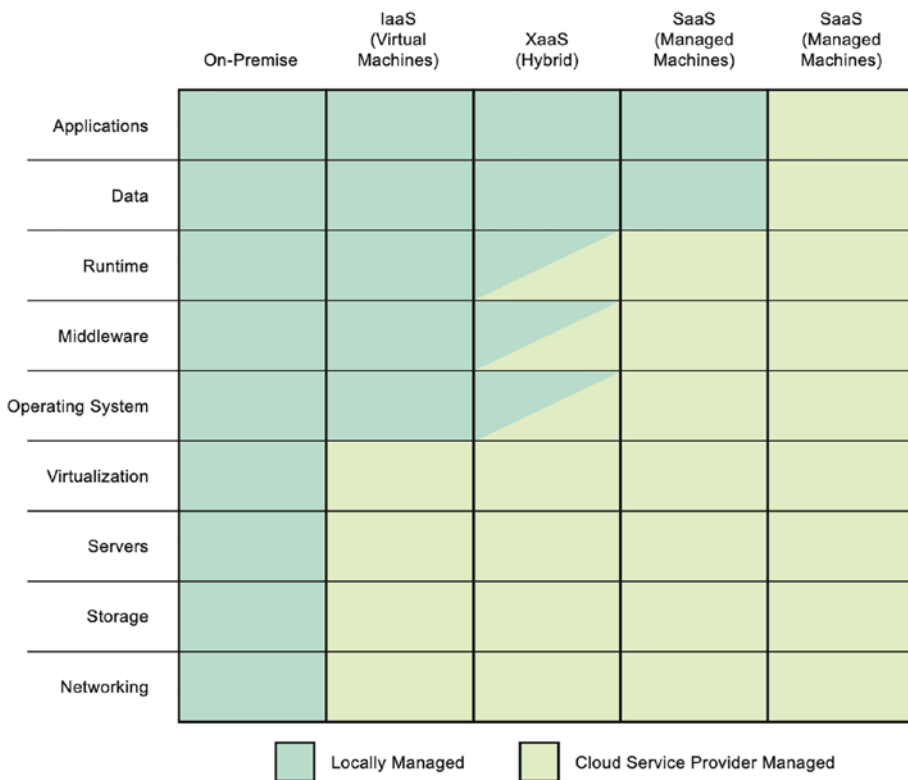 On-Premise
IaaS
(Virtual
Machines)
XaaS
(Hybrid)
SaaS
(Managed
Machines)
SaaS
(Managed
Machines)
Applications
Data
Runtime
Middleware
Operating System
Virtualization
Servers
Storage
Networking
Locally Managed
Cloud Service Provider Managed